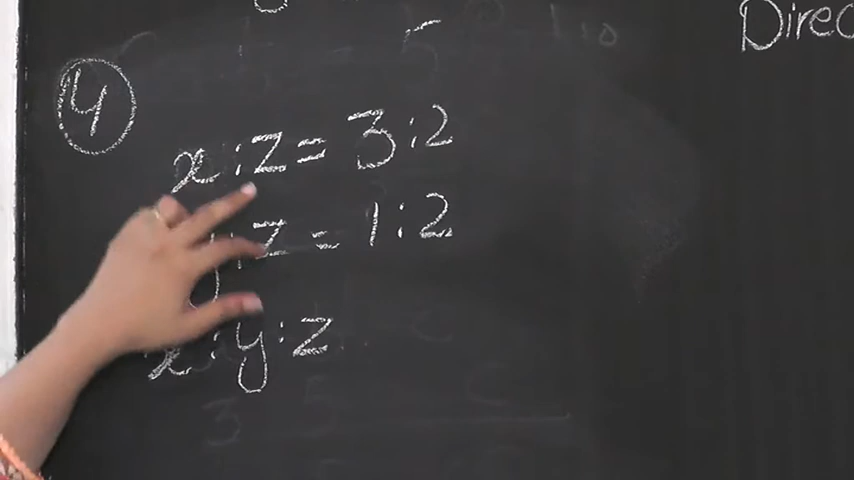 Direc
④
x:z = 3:2
y:z = 1:2
x:y:z